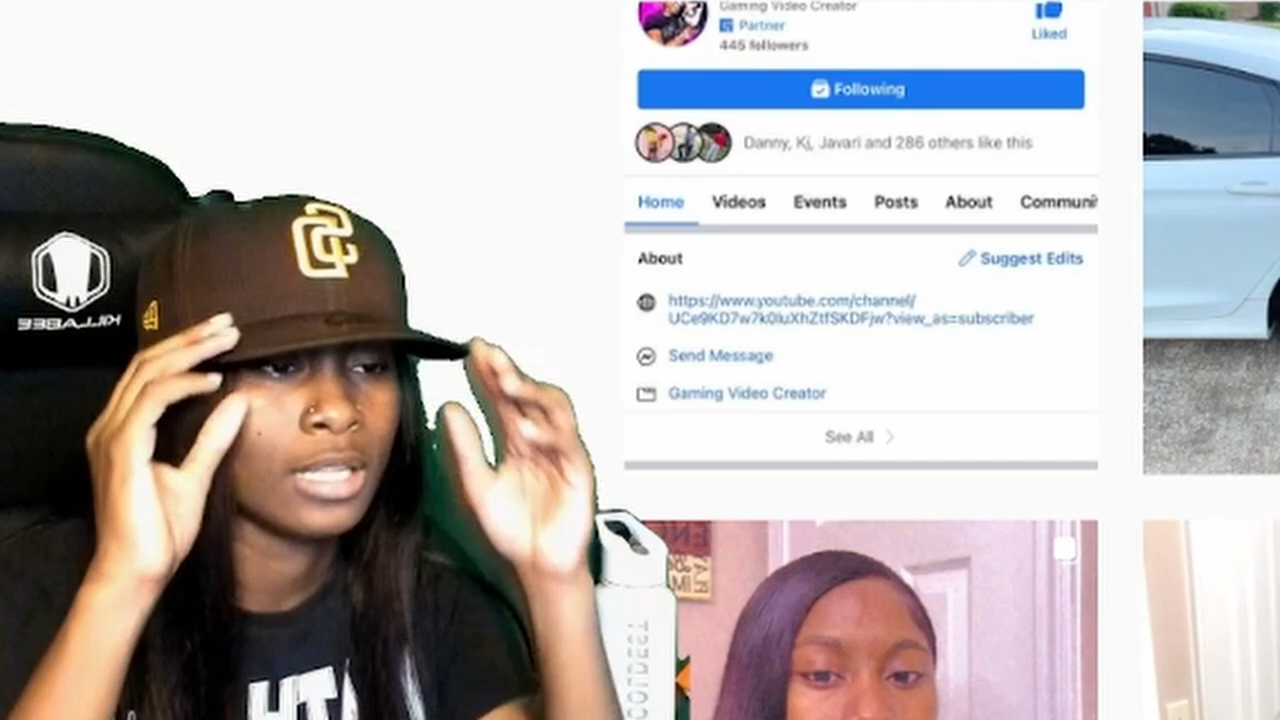 Gaming Video Creator
Partner
445 followers
Liked
Following
Danny, Kj, Javari and 286 others like this
Home Videos Events Posts About Communi
About
Suggest Edits
https://www.youtube.com/channel/
UCe9KD7w7k0IuXhZtfSKDFjw?view_as=subscriber
Send Message
Gaming Video Creator
See All
KILLABEE